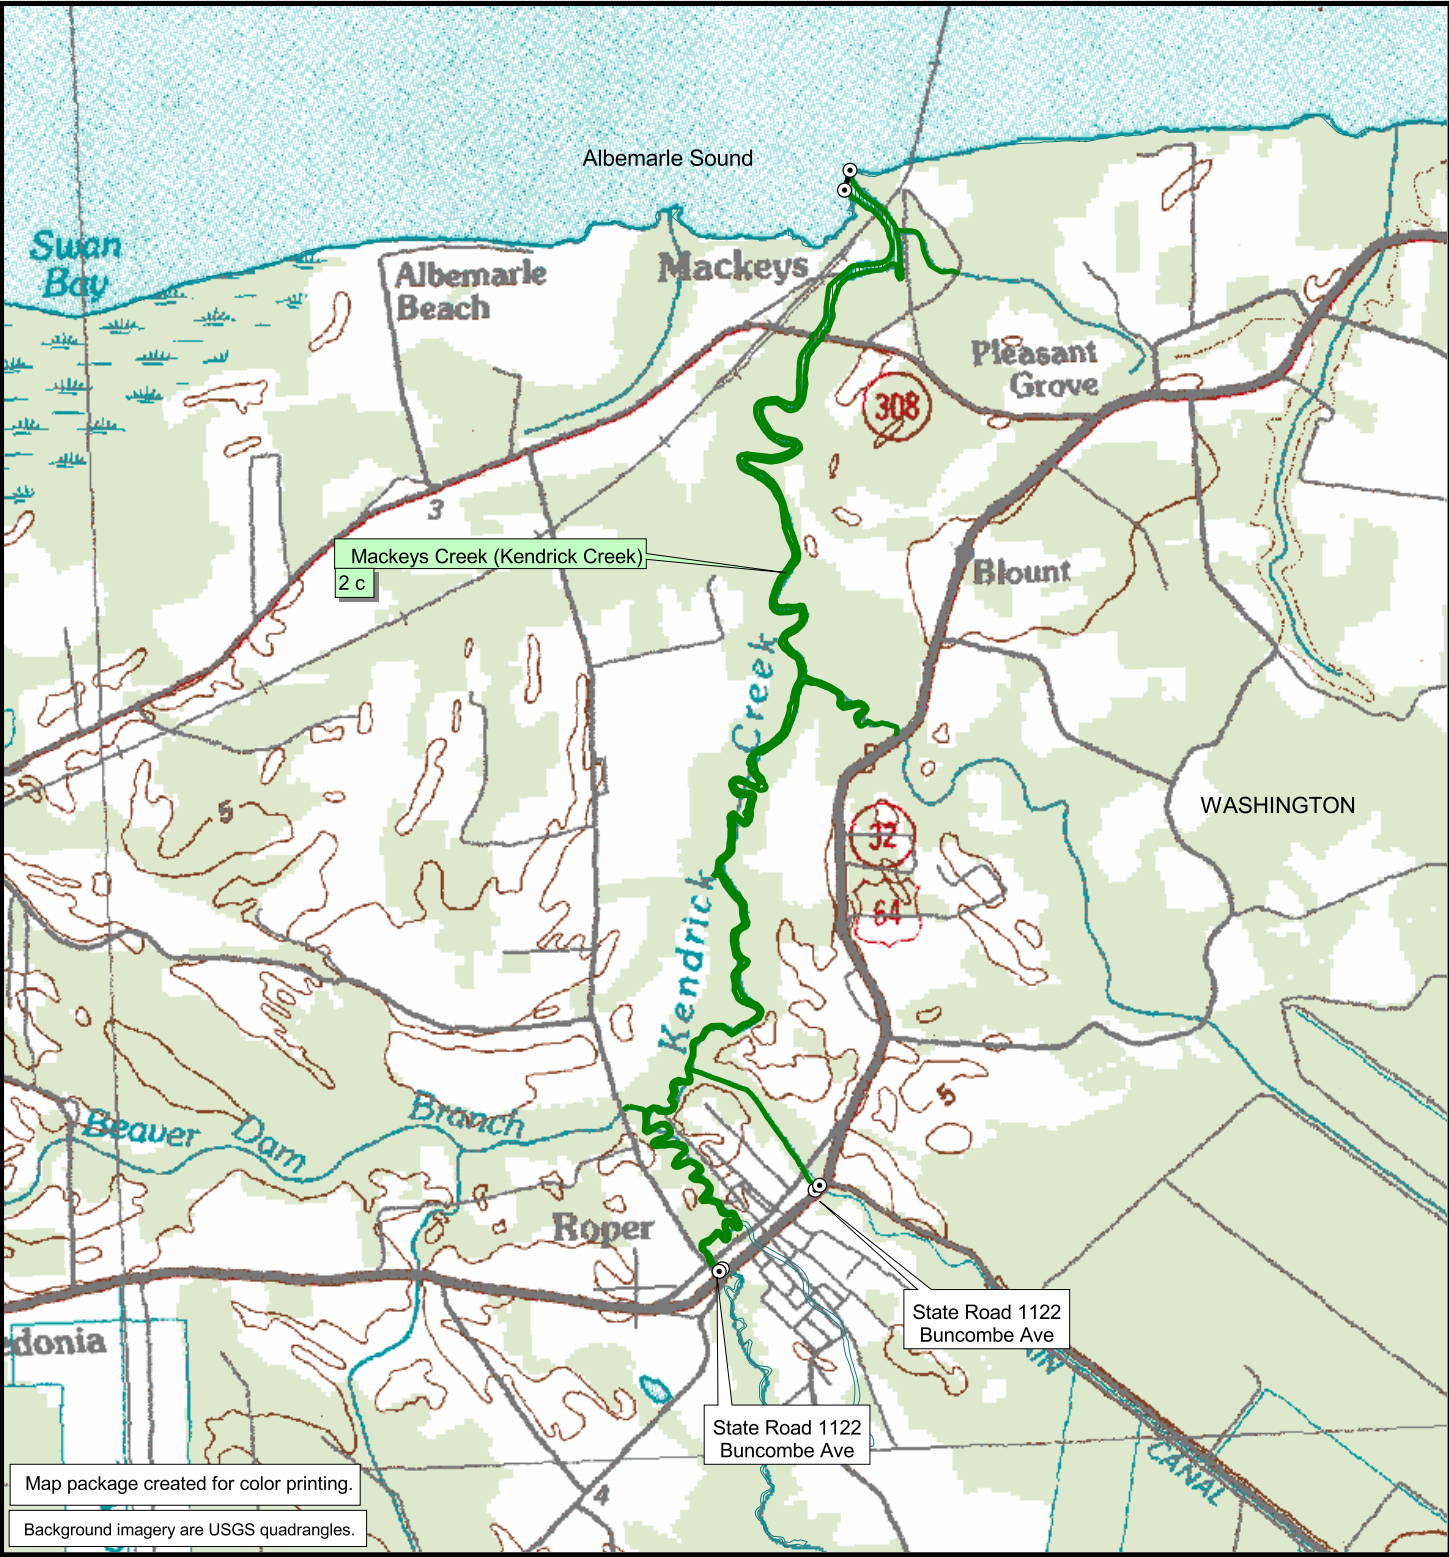 Albemarle Sound
Swan
Bay
Albemarle
Beach
Mackeys
Pleasant
Grove
308
3
Mackeys Creek (Kendrick Creek)
2 c
Blount
Kendrick Creek
WASHINGTON
5
32
64
5
Beaver Dam Branch
Roper
State Road 1122
Buncombe Ave
edonia
State Road 1122
Buncombe Ave
CANAL
4
Map package created for color printing.
Background imagery are USGS quadrangles.